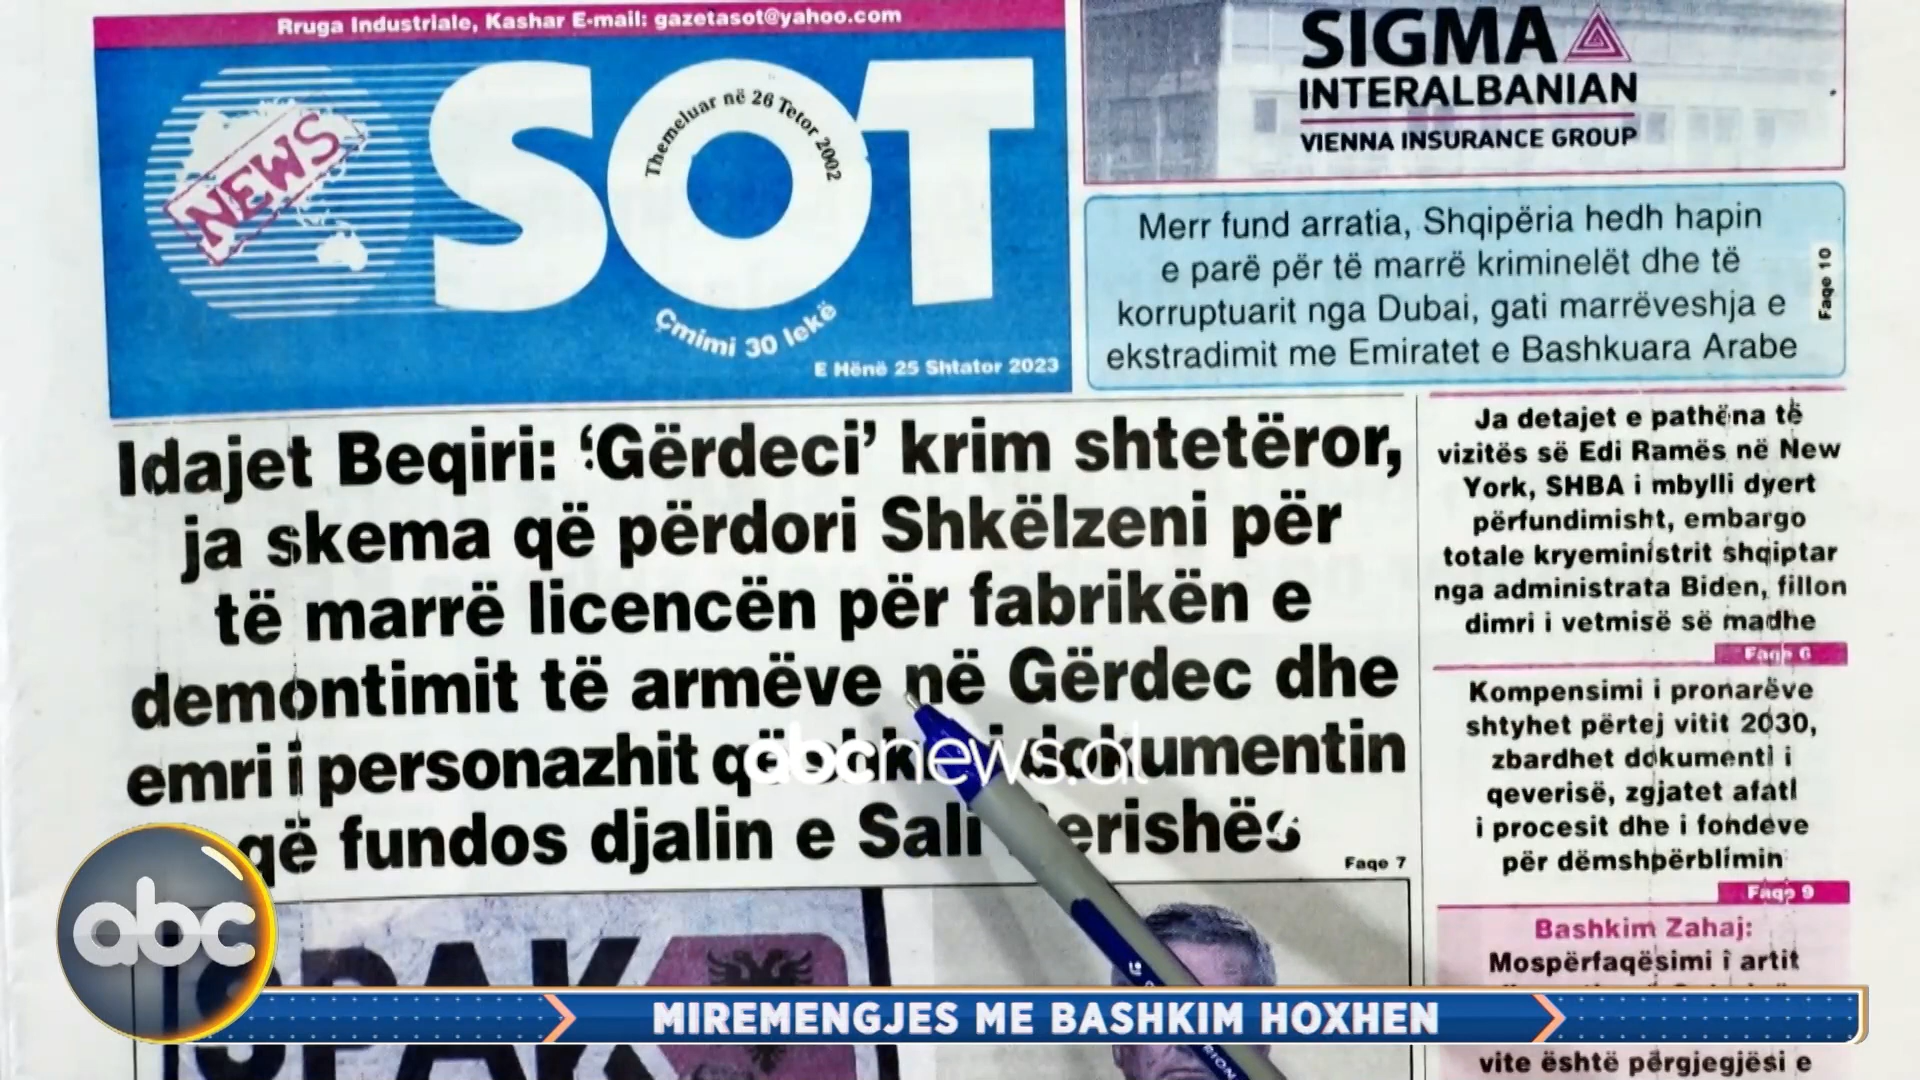 Rruga Industriale, Kashar E-mail: gazetasot@yahoo.com
NEWS
SOT
Themeluar në 26 Tetor 2002
Çmimi 30 lekë
E Hënë 25 Shtator 2023
SIGMA
INTERALBANIAN
VIENNA INSURANCE GROUP
Merr fund arratia, Shqipëria hedh hapin
e parë për të marrë kriminelët dhe të
korruptuarit nga Dubai, gati marrëveshja e
ekstradimit me Emiratet e Bashkuara Arabe
Faqe 10
Idajet Beqiri: ‘Gërdeci’ krim shtetëror,
ja skema që përdori Shkëlzeni për
të marrë licencën për fabrikën e
demontimit të armëve në Gërdec dhe
emri i personazhit që dokumentin
që fundos djalin e Sali
Faqe 7
abcnews.al
Ja detajet e pathëna të
vizitës së Edi Ramës në New
York, SHBA i mbylli dyert
përfundimisht, embargo
totale kryeministrit shqiptar
nga administrata Biden, fillon
dimri i vetmisë së madhe
Faqe 6
Kompensimi i pronarëve
shtyhet përtej vitit 2030,
zbardhet dokumenti i
qeverisë, zgjatet afati
i procesit dhe i fondeve
për dëmshpërblimin
Faqe 9
Bashkim Zahaj:
Mospërfaqësimi i artit
vite është përgjegjësi e
SPAK
abc
MIREMENGJES ME BASHKIM HOXHEN